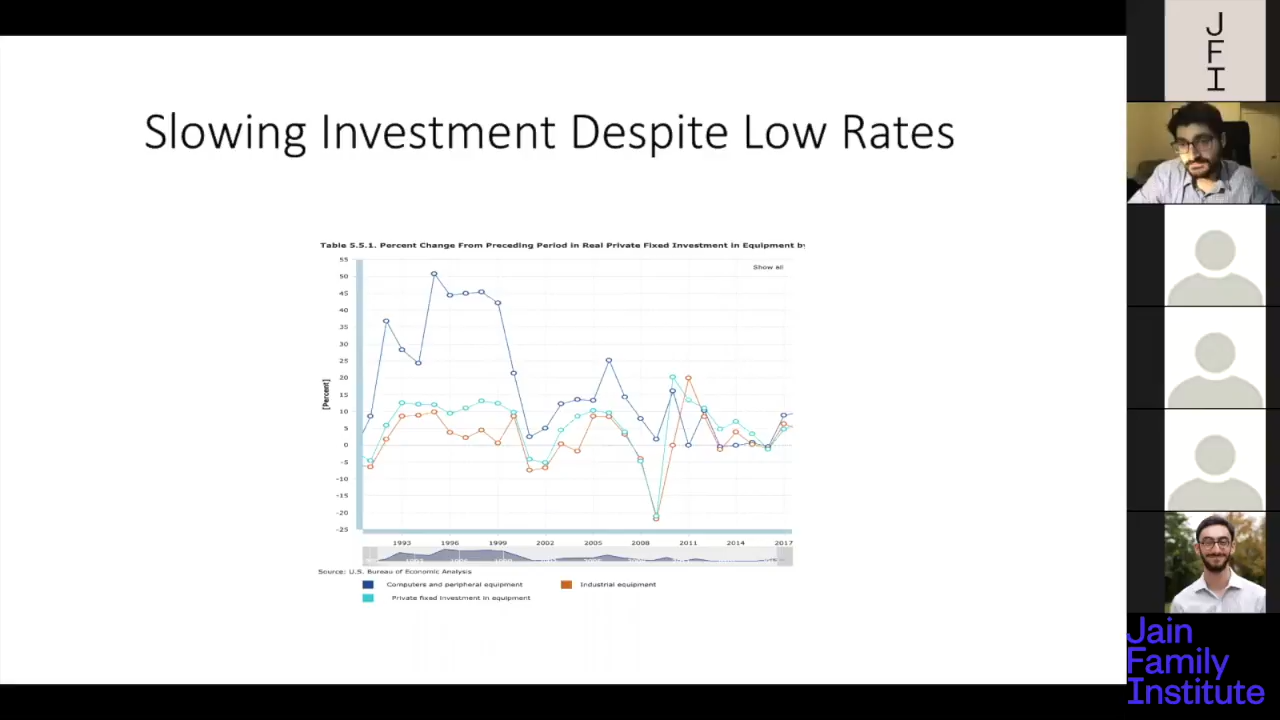 Slowing Investment Despite Low Rates
Table 5.5.1. Percent Change From Preceding Period in Real Private Fixed Investment in Equipment by
Show all
55
50
45
40
35
30
25
20
15
10
5
0
-5
-10
-15
-20
-25
[Percent]
1993 1996 1999 2002 2005 2008 2011 2014 2017
Source: U.S. Bureau of Economic Analysis
Computers and peripheral equipment
Industrial equipment
Private fixed investment in equipment
J
F
I
Jain
Family
Institute